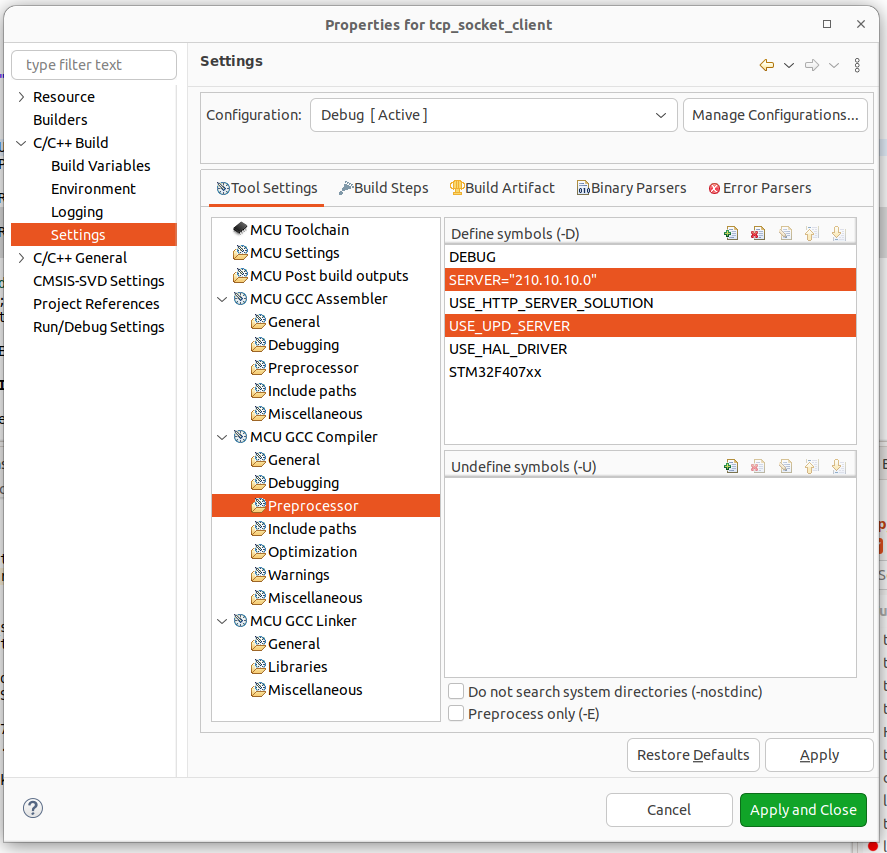 Properties for tcp_socket_client
type filter text
Settings
Resource
Builders
C/C++ Build
Build Variables
Environment
Logging
Settings
C/C++ General
CMSIS-SVD Settings
Project References
Run/Debug Settings
Configuration:
Debug [ Active ]
Manage Configurations...
Tool Settings
Build Steps
Build Artifact
Binary Parsers
Error Parsers
MCU Toolchain
MCU Settings
MCU Post build outputs
MCU GCC Assembler
General
Debugging
Preprocessor
Include paths
Miscellaneous
MCU GCC Compiler
General
Debugging
Preprocessor
Include paths
Optimization
Warnings
Miscellaneous
MCU GCC Linker
General
Libraries
Miscellaneous
Define symbols (-D)
DEBUG
SERVER="210.10.10.0"
USE_HTTP_SERVER_SOLUTION
USE_UPD_SERVER
USE_HAL_DRIVER
STM32F407xx
Undefine symbols (-U)
Do not search system directories (-nostdinc)
Preprocess only (-E)
Restore Defaults
Apply
Cancel
Apply and Close